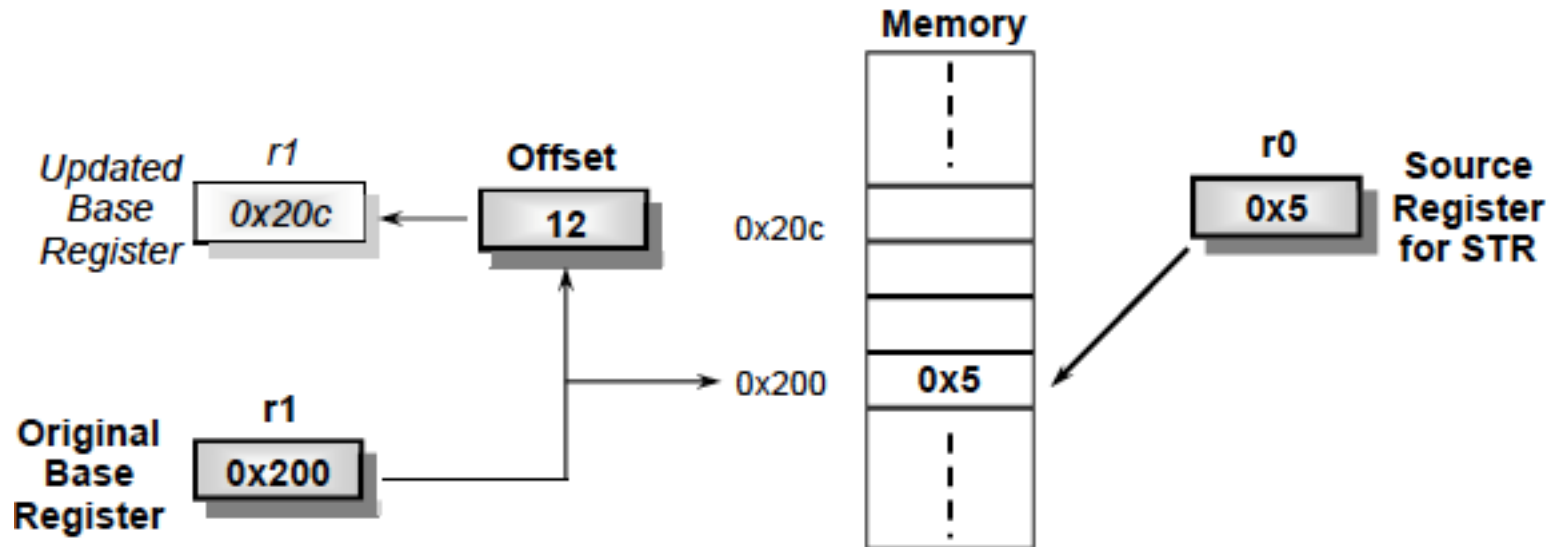 Memory
Updated
Base
Register
r1
0x20c
Offset
12
0x20c
r0
0x5
Source
Register
for STR
Original
Base
Register
r1
0x200
0x200
0x5